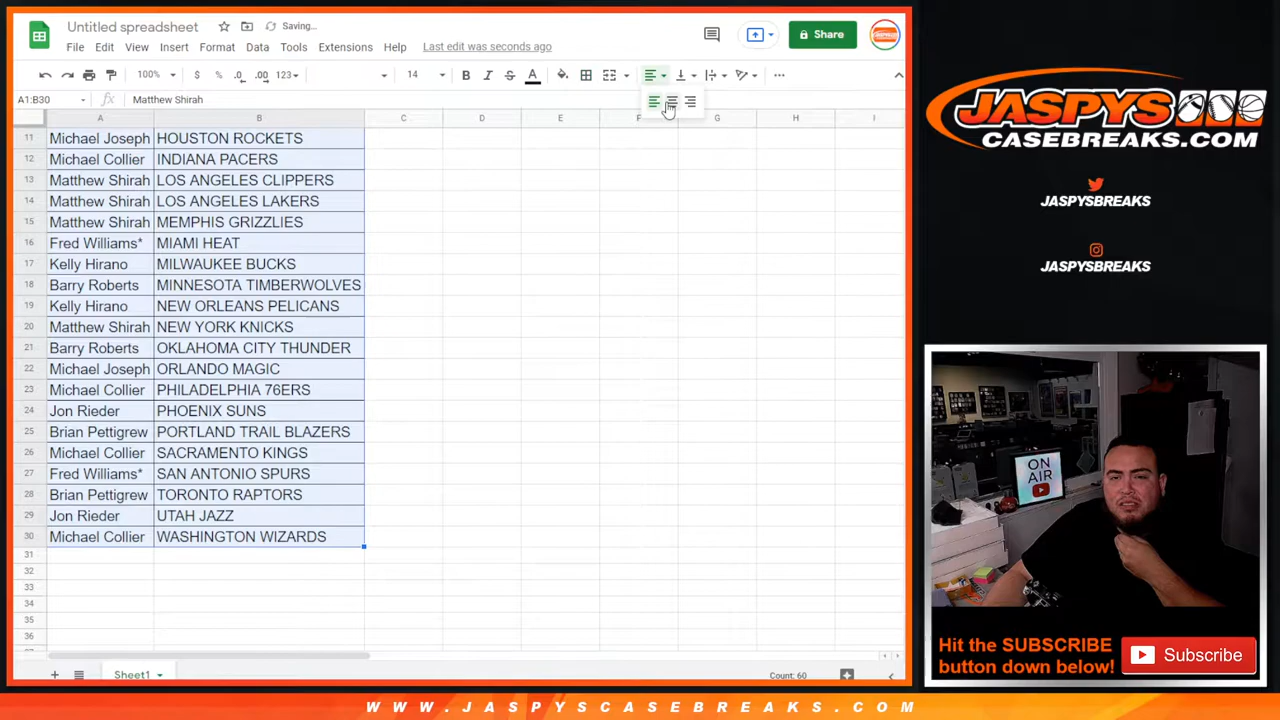 Untitled spreadsheet
Saving...
File Edit View Insert Format Data Tools Extensions Help Last edit was seconds ago
Share
100% $ % .0 .00 123 14 B I S A
A1:B30 fx Matthew Shirah
A B C D E F G H I
11 Michael Joseph HOUSTON ROCKETS
12 Michael Collier INDIANA PACERS
13 Matthew Shirah LOS ANGELES CLIPPERS
14 Matthew Shirah LOS ANGELES LAKERS
15 Matthew Shirah MEMPHIS GRIZZLIES
16 Fred Williams* MIAMI HEAT
17 Kelly Hirano MILWAUKEE BUCKS
18 Barry Roberts MINNESOTA TIMBERWOLVES
19 Kelly Hirano NEW ORLEANS PELICANS
20 Matthew Shirah NEW YORK KNICKS
21 Barry Roberts OKLAHOMA CITY THUNDER
22 Michael Joseph ORLANDO MAGIC
23 Michael Collier PHILADELPHIA 76ERS
24 Jon Rieder PHOENIX SUNS
25 Brian Pettigrew PORTLAND TRAIL BLAZERS
26 Michael Collier SACRAMENTO KINGS
27 Fred Williams* SAN ANTONIO SPURS
28 Brian Pettigrew TORONTO RAPTORS
29 Jon Rieder UTAH JAZZ
30 Michael Collier WASHINGTON WIZARDS
31
32
33
34
35
36
Sheet1
Count: 60
JASPYS
CASEBREAKS.COM
JASPYSBREAKS
JASPYSBREAKS
ON
AIR
Hit the SUBSCRIBE
button down below!
Subscribe
WWW.JASPYSCASEBREAKS.COM